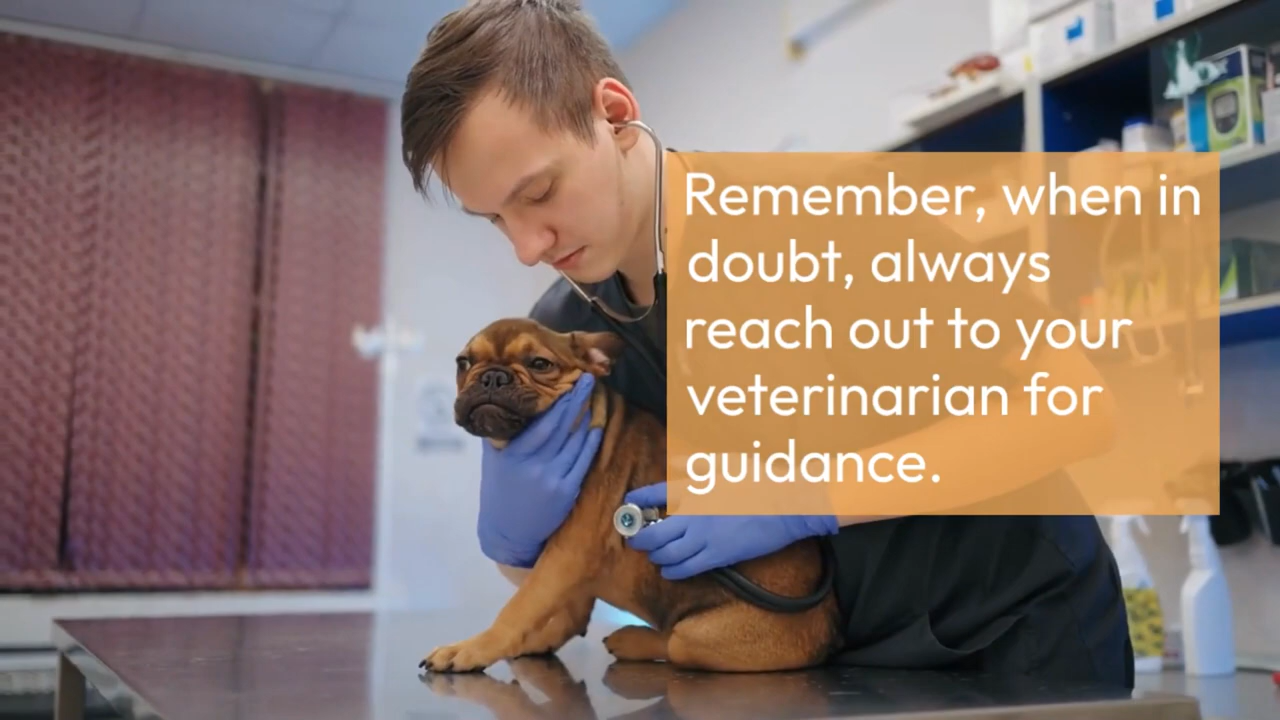 Remember, when in
doubt, always
reach out to your
veterinarian for
guidance.